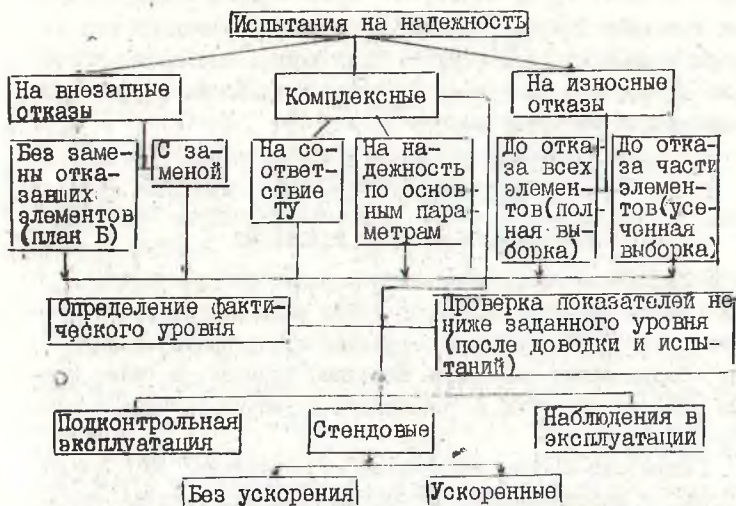 Испытания на надежность
На внезапные
отказы
Комплексные
На износные
отказы
Без заме-
ны отка-
завших
элементов
(план Б)
С за-
меной
На со-
ответ-
ствие
ТУ
На на-
дежность
по основ-
ным пара-
метрам
До отка-
за всех
элемен-
тов(пол-
ная вы-
борка)
До отка-
за части
элемен-
тов(усе-
ченная
выборка)
Определение факти-
ческого уровня
Проверка показателей не
ниже заданного уровня
(после доводки и испы-
таний)
Подконтрольная
эксплуатация
Стендовые
Наблюдения в
эксплуатации
Без ускорения
Ускоренные